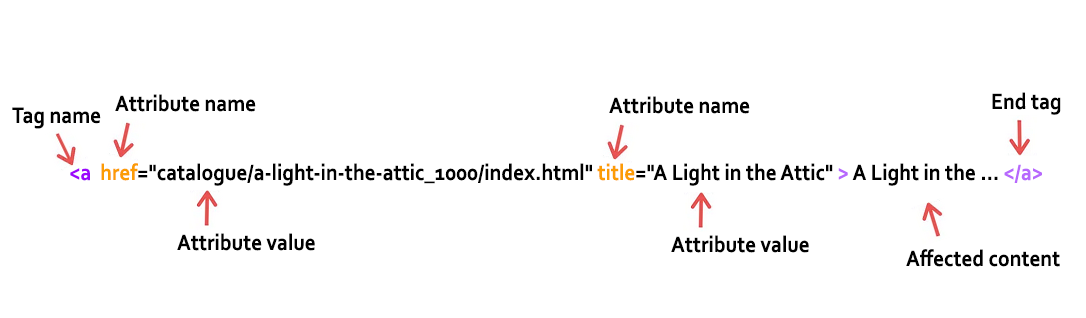 Tag name
Attribute name
Attribute name
End tag
<a href="catalogue/a-light-in-the-attic_1000/index.html" title="A Light in the Attic" > A Light in the ... </a>
Attribute value
Attribute value
Affected content